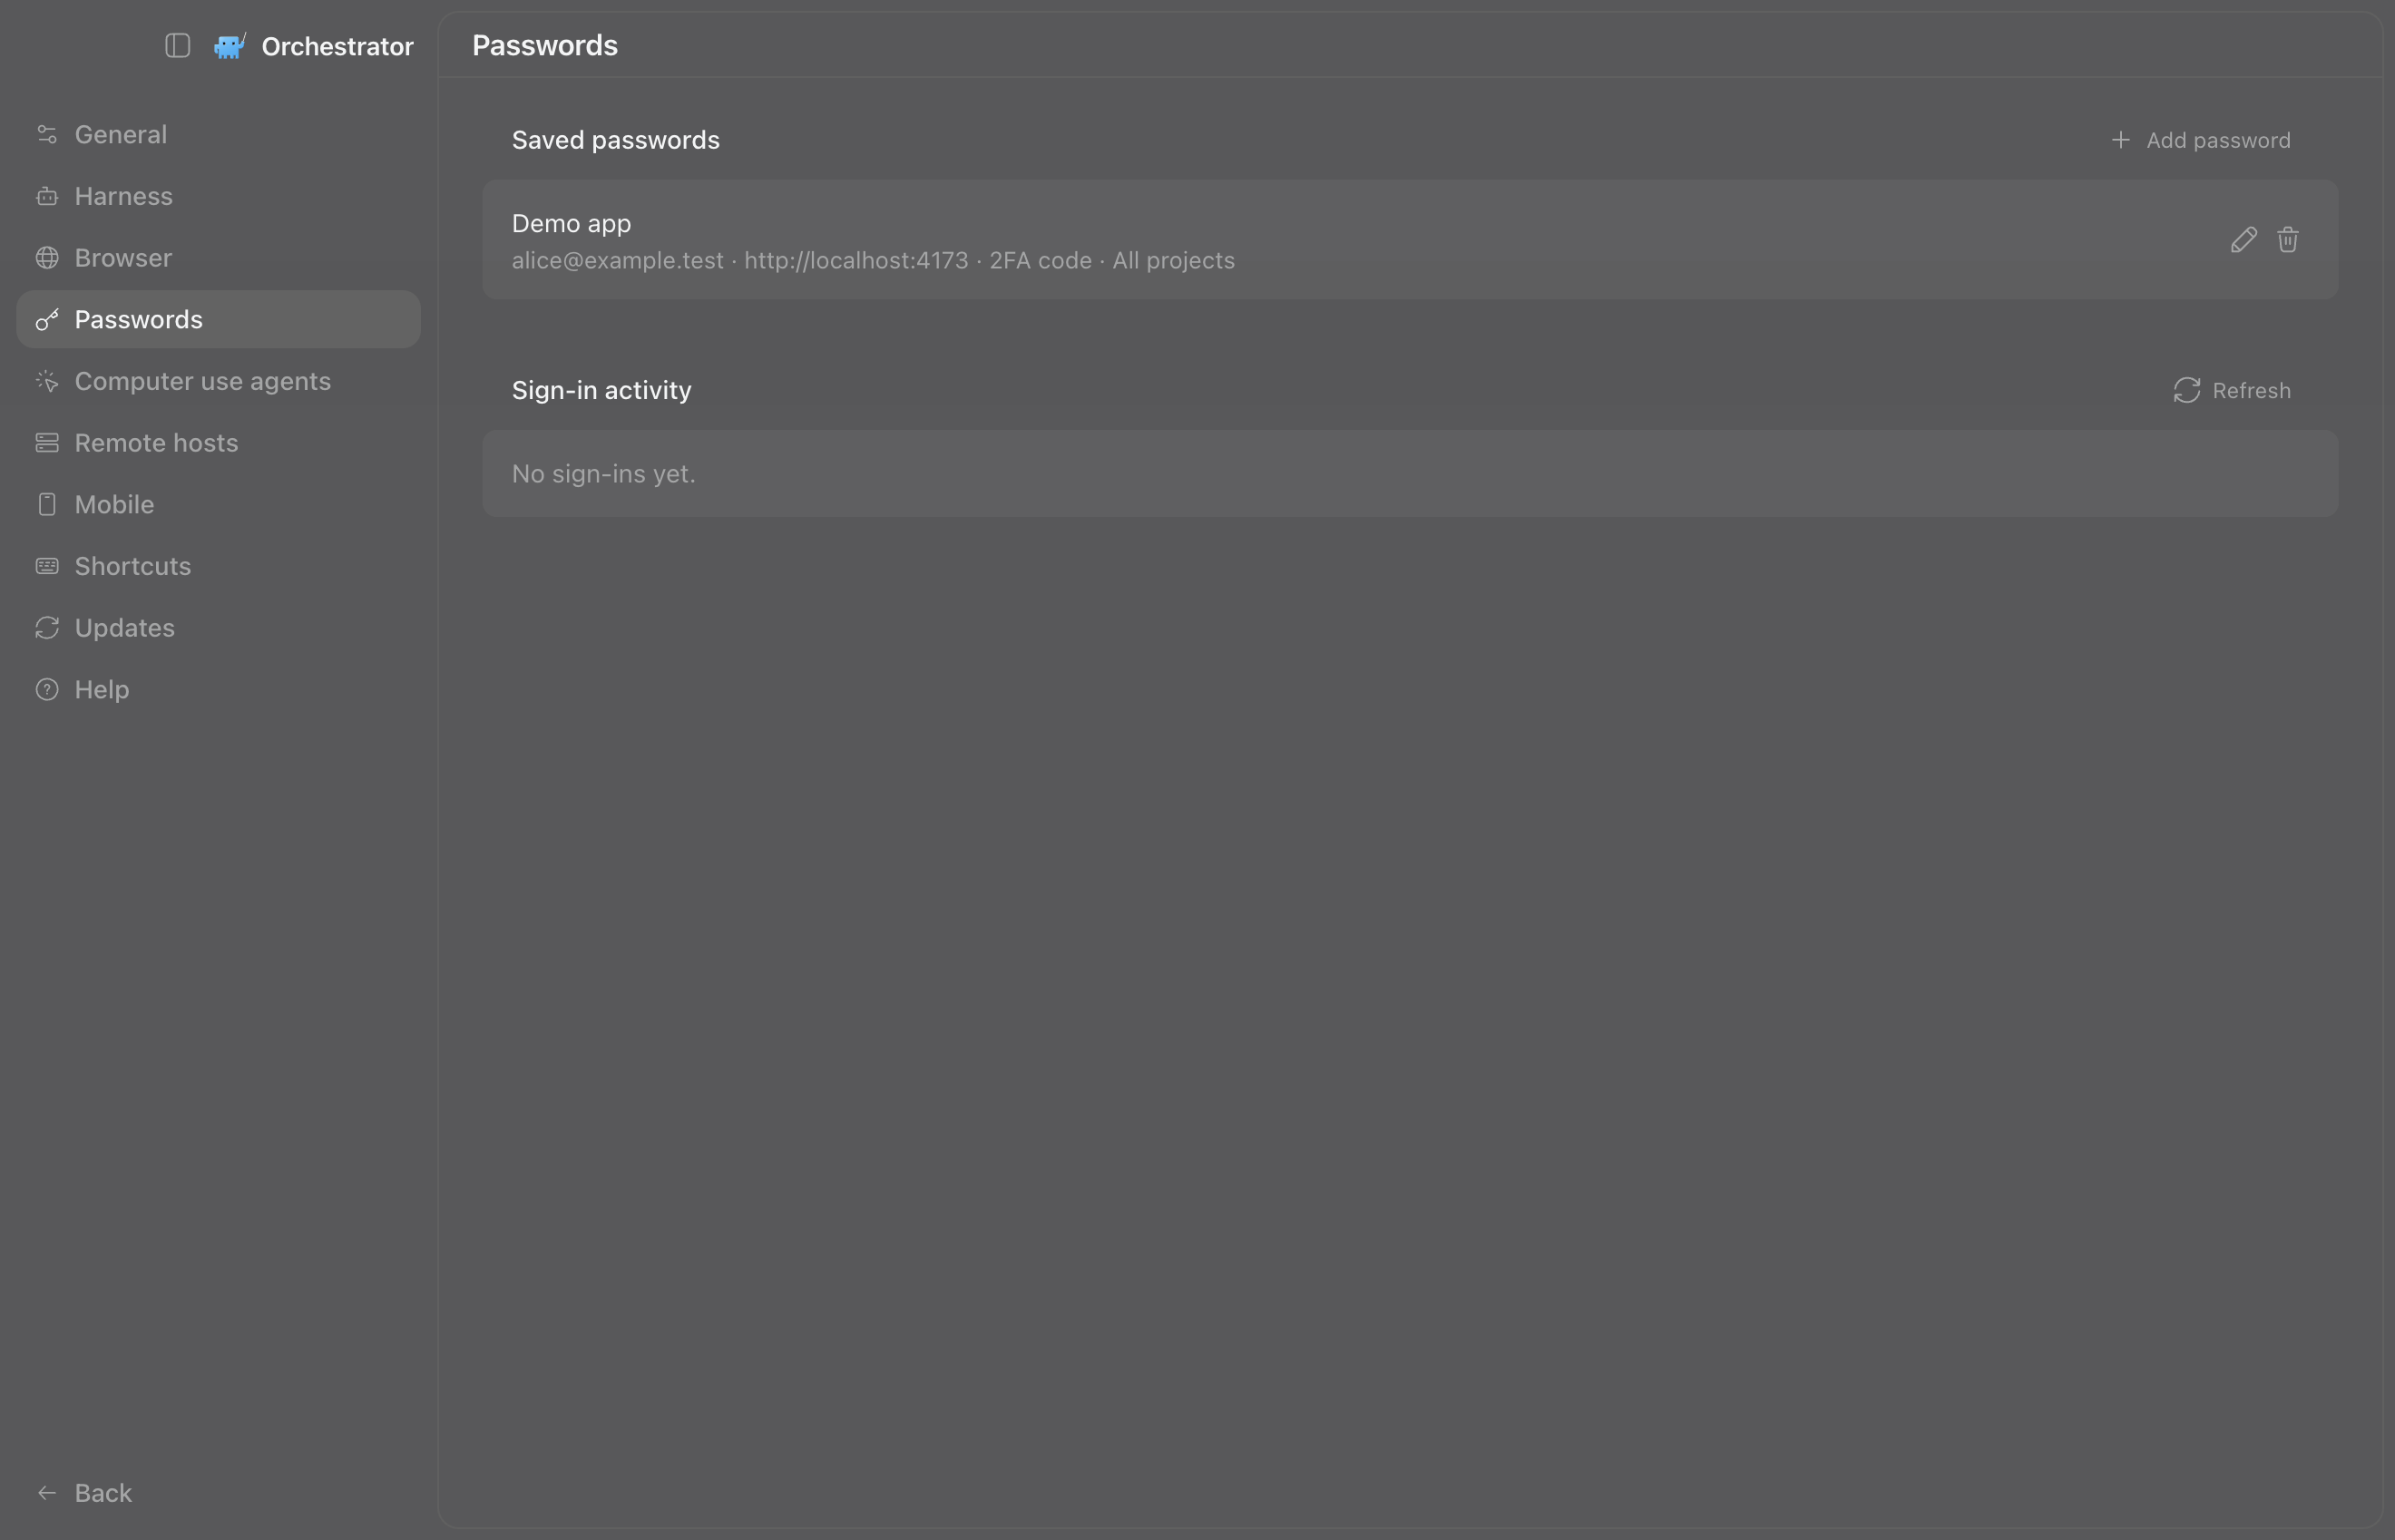 Orchestrator
General
Harness
Browser
Passwords
Computer use agents
Remote hosts
Mobile
Shortcuts
Updates
Help
Back
Passwords
Saved passwords
Add password
Demo app
alice@example.test · http://localhost:4173 · 2FA code · All projects
Sign-in activity
Refresh
No sign-ins yet.